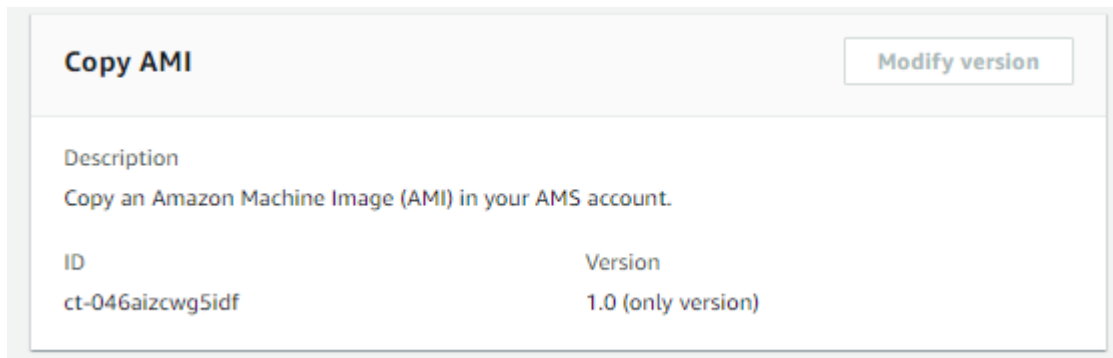 Copy AMI
Modify version
Description
Copy an Amazon Machine Image (AMI) in your AMS account.
ID
Version
ct-046aizcwg5idf
1.0 (only version)